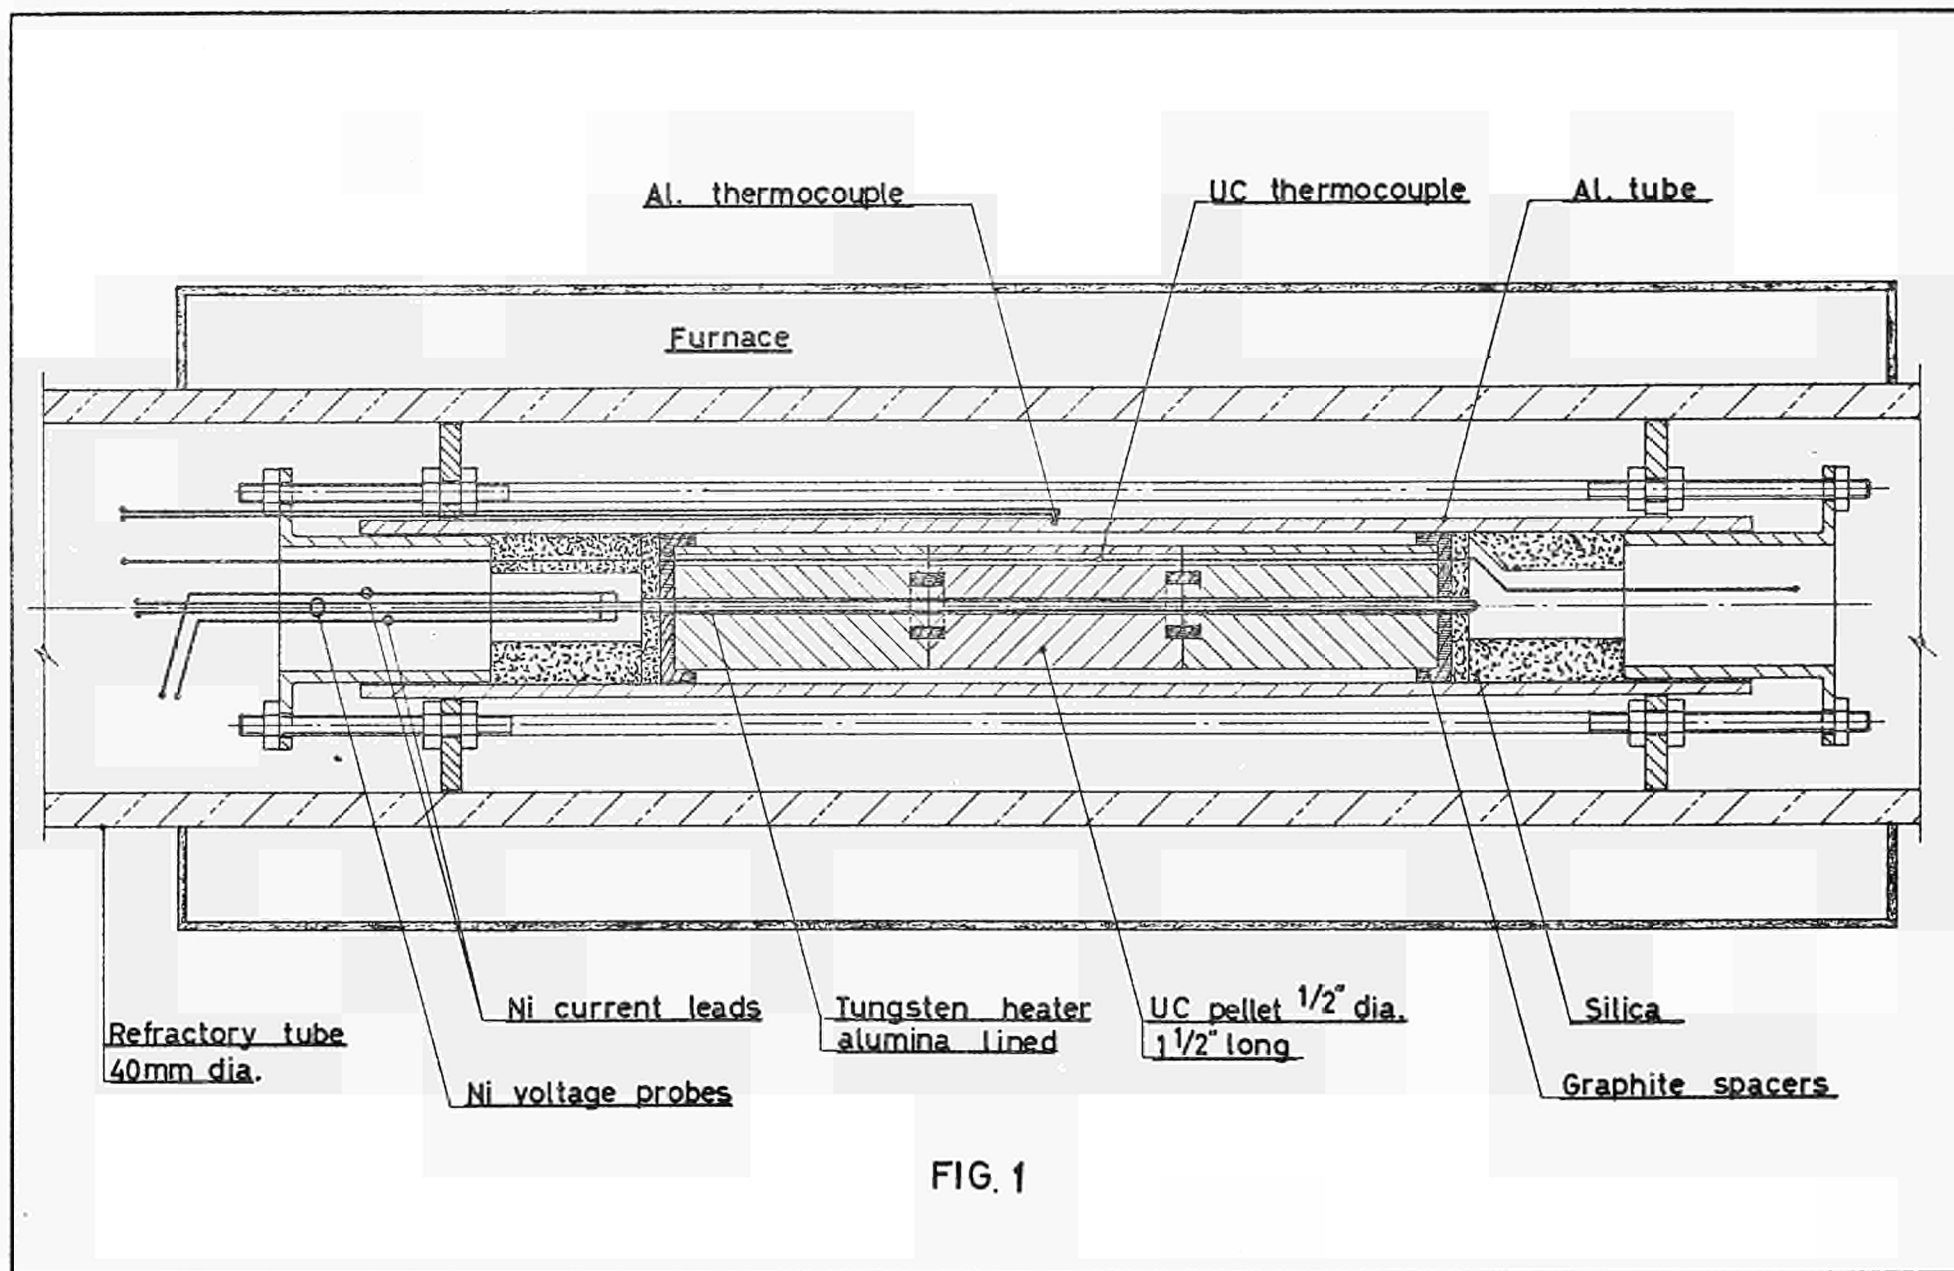 Al. thermocouple
UC thermocouple
Al. tube
Furnace
Ni current leads
Tungsten heater
alumina lined
UC pellet 1/2" dia.
1 1/2" long
Silica
Refractory tube
40mm dia.
Ni voltage probes
Graphite spacers
FIG. 1